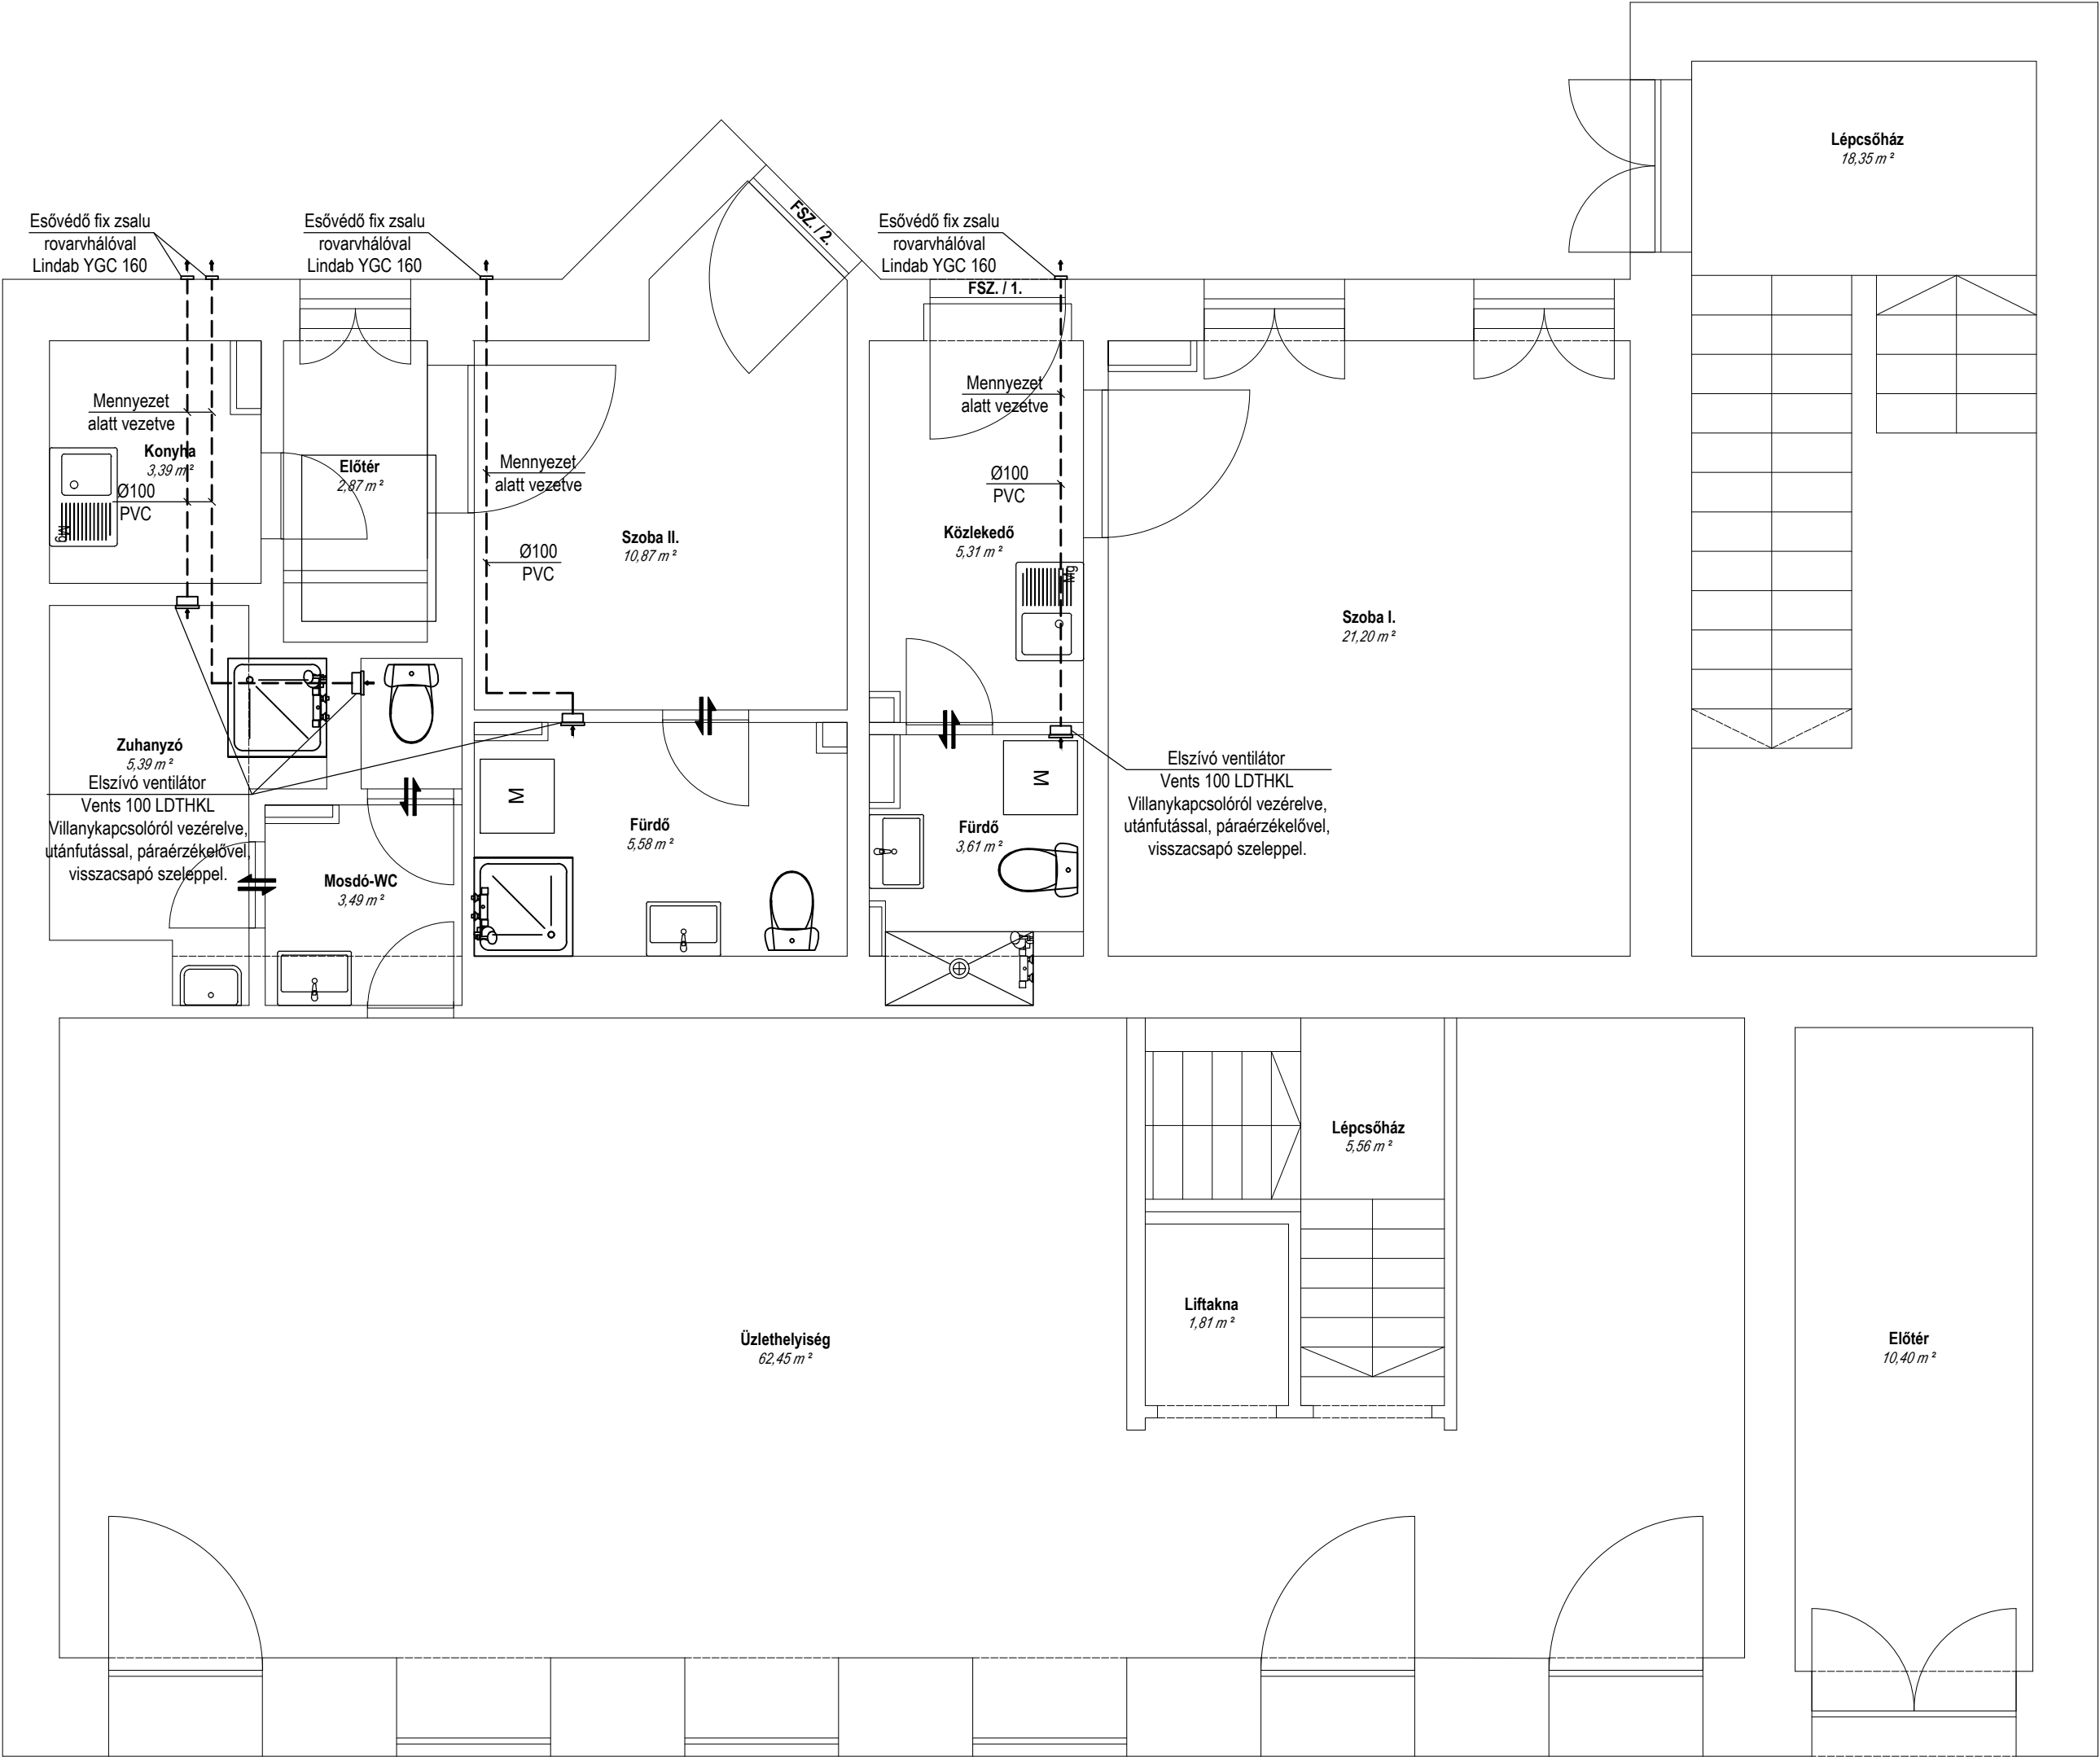 Lépcsőház
18,35 m²
Esővédő fix zsalu
rovarvhálóval
Lindab YGC 160
Esővédő fix zsalu
rovarvhálóval
Lindab YGC 160
FSZ. / 2.
Esővédő fix zsalu
rovarvhálóval
Lindab YGC 160
FSZ. / 1.
Mennyezet
alatt vezetve
Konyha
3,39 m²
Ø100
PVC
Mg
Előtér
2,87 m²
Mennyezet
alatt vezetve
Ø100
PVC
Szoba II.
10,87 m²
Mennyezet
alatt vezetve
Ø100
PVC
Közlekedő
5,31 m²
Mg
Szoba I.
21,20 m²
Zuhanyzó
5,39 m²
Elszívó ventilátor
Vents 100 LDTHKL
Villanykapcsolóról vezérelve,
utánfutással, páraérzékelővel,
visszacsapó szeleppel.
Mosdó-WC
3,49 m²
M
Fürdő
5,58 m²
M
Fürdő
3,61 m²
Elszívó ventilátor
Vents 100 LDTHKL
Villanykapcsolóról vezérelve,
utánfutással, páraérzékelővel,
visszacsapó szeleppel.
Lépcsőház
5,56 m²
Liftakna
1,81 m²
Üzlethelyiség
62,45 m²
Előtér
10,40 m²